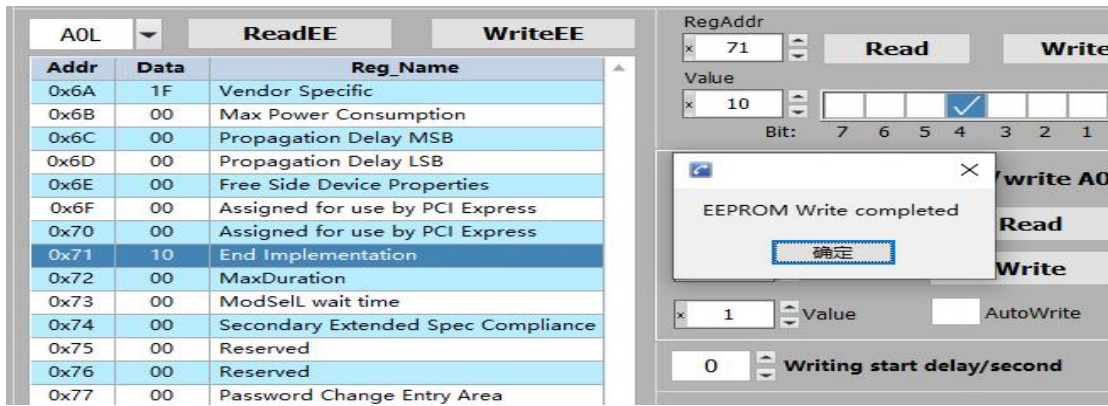 A0L ReadEE WriteEE
Addr Data Reg_Name
0x6A 1F Vendor Specific
0x6B 00 Max Power Consumption
0x6C 00 Propagation Delay MSB
0x6D 00 Propagation Delay LSB
0x6E 00 Free Side Device Properties
0x6F 00 Assigned for use by PCI Express
0x70 00 Assigned for use by PCI Express
0x71 10 End Implementation
0x72 00 MaxDuration
0x73 00 ModSelL wait time
0x74 00 Secondary Extended Spec Compliance
0x75 00 Reserved
0x76 00 Reserved
0x77 00 Password Change Entry Area
RegAddr
x 71 Read Write
Value
x 10
Bit: 7 6 5 4 3 2 1
/write A0
EEPROM Write completed
确定
Read
Write
x 1 Value AutoWrite
0 Writing start delay/second